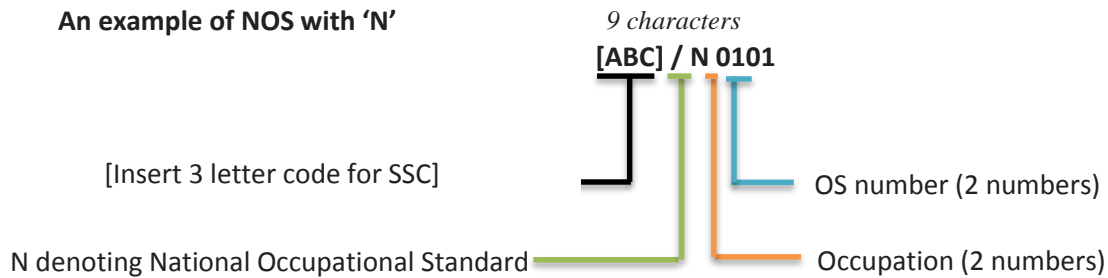 An example of NOS with ‘N’
9 characters
[ABC] / N 0101
[Insert 3 letter code for SSC]
OS number (2 numbers)
N denoting National Occupational Standard
Occupation (2 numbers)